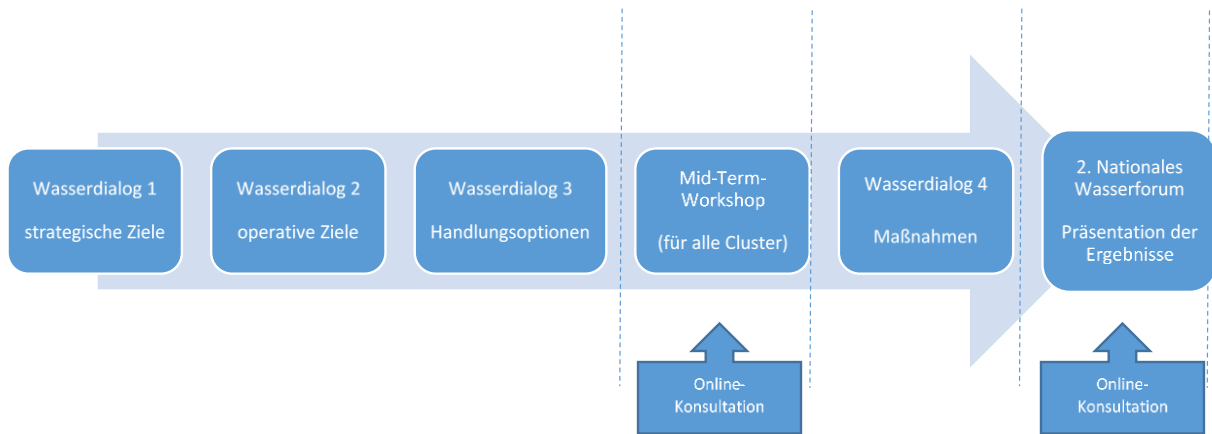 Wasserdialog 1
strategische Ziele
Wasserdialog 2
operative Ziele
Wasserdialog 3
Handlungsoptionen
Mid-Term-
Workshop
(für alle Cluster)
Wasserdialog 4
Maßnahmen
2. Nationales
Wasserforum
Präsentation der
Ergebnisse
Online-
Konsultation
Online-
Konsultation